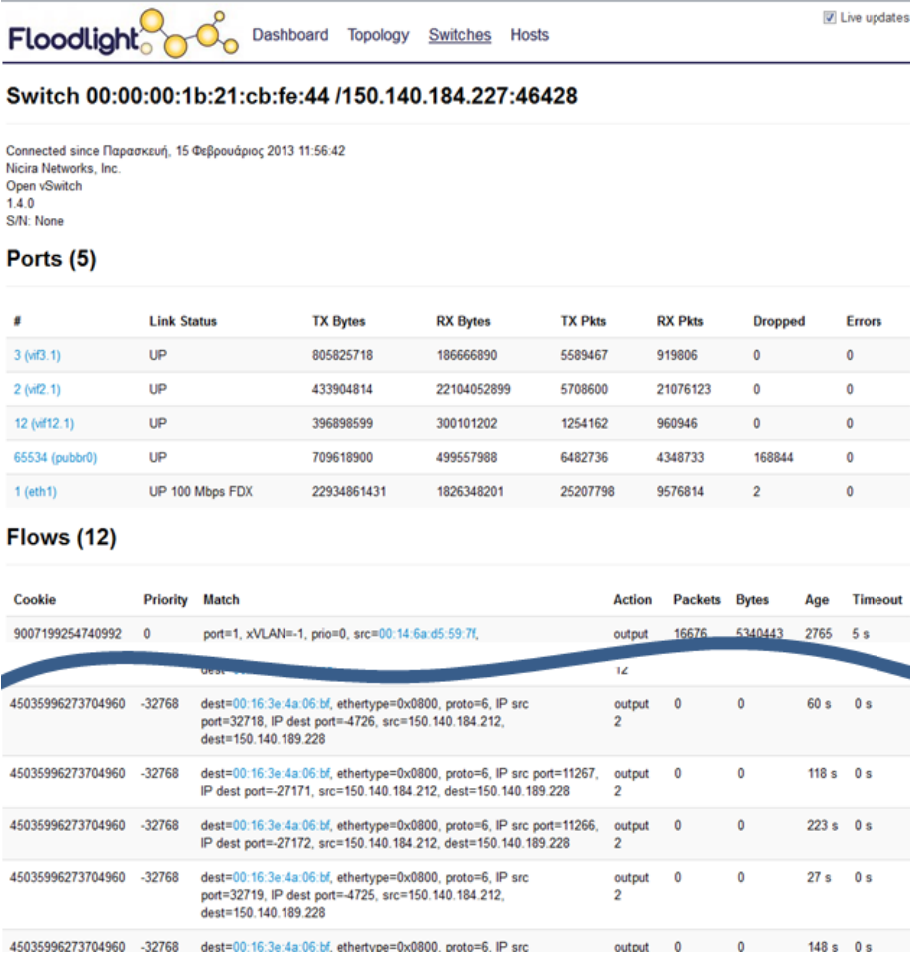 Floodlight Dashboard Topology Switches Hosts Live updates
Switch 00:00:00:1b:21:cb:fe:44 /150.140.184.227:46428
Connected since Παρασκευή, 15 Φεβρουάριος 2013 11:56:42
Nicira Networks, Inc.
Open vSwitch
1.4.0
S/N: None
Ports (5)
# Link Status TX Bytes RX Bytes TX Pkts RX Pkts Dropped Errors
3 (vif3.1) UP 805825718 186666890 5589467 919806 0 0
2 (vif2.1) UP 433904814 22104052899 5708600 21076123 0 0
12 (vif12.1) UP 396898599 300101202 1254162 960946 0 0
65534 (pubbr0) UP 709618900 499557988 6482736 4348733 168844 0
1 (eth1) UP 100 Mbps FDX 22934861431 1826348201 25207798 9576814 2 0
Flows (12)
Cookie Priority Match Action Packets Bytes Age Timeout
9007199254740992 0 port=1, xVLAN=-1, prio=0, src=00:14:6a:d5:59:7f, output 16676 5340443 2765 5 s
45035996273704960 -32768 dest=00:16:3e:4a:06:bf, ethertype=0x0800, proto=6, IP src output 0 0 60 s 0 s
port=32718, IP dest port=-4726, src=150.140.184.212, 2
dest=150.140.189.228
45035996273704960 -32768 dest=00:16:3e:4a:06:bf, ethertype=0x0800, proto=6, IP src port=11267, output 0 0 118 s 0 s
IP dest port=-27171, src=150.140.184.212, dest=150.140.189.228 2
45035996273704960 -32768 dest=00:16:3e:4a:06:bf, ethertype=0x0800, proto=6, IP src port=11266, output 0 0 223 s 0 s
IP dest port=-27172, src=150.140.184.212, dest=150.140.189.228 2
45035996273704960 -32768 dest=00:16:3e:4a:06:bf, ethertype=0x0800, proto=6, IP src output 0 0 27 s 0 s
port=32719, IP dest port=-4725, src=150.140.184.212, 2
dest=150.140.189.228
45035996273704960 -32768 dest=00:16:3e:4a:06:bf, ethertype=0x0800, proto=6, IP src output 0 0 148 s 0 s